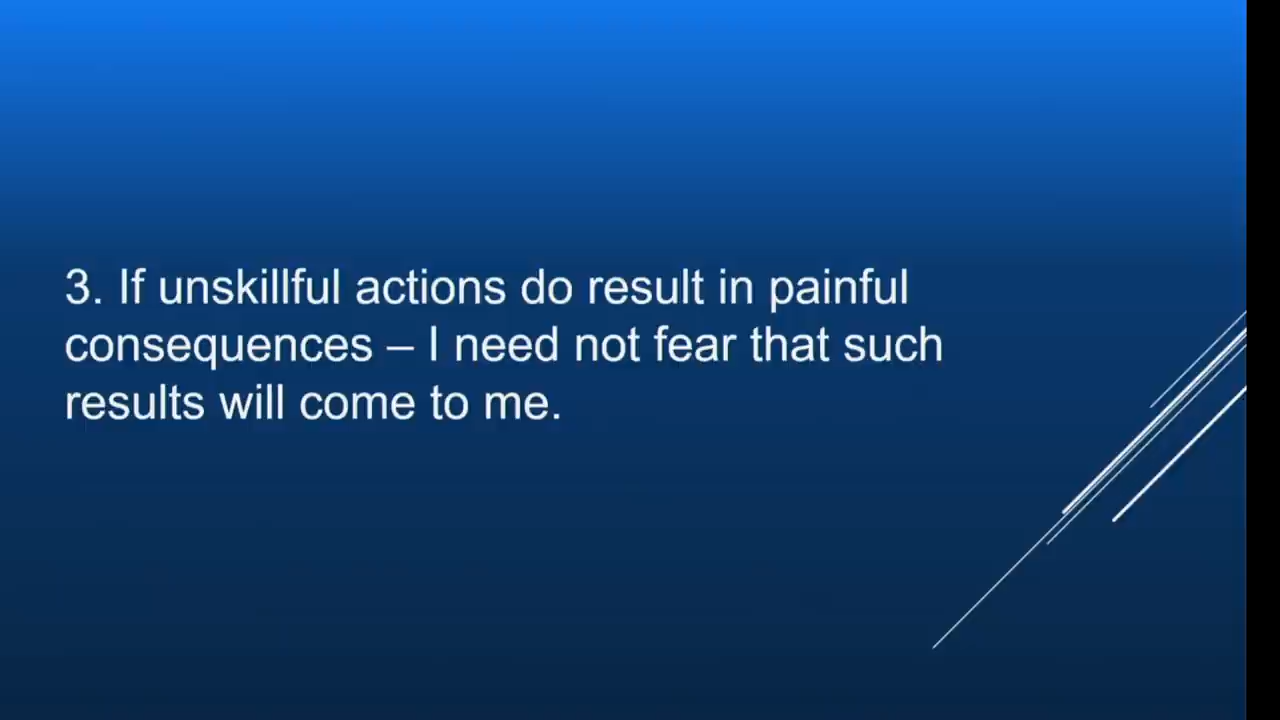 3. If unskillful actions do result in painful
consequences – I need not fear that such
results will come to me.